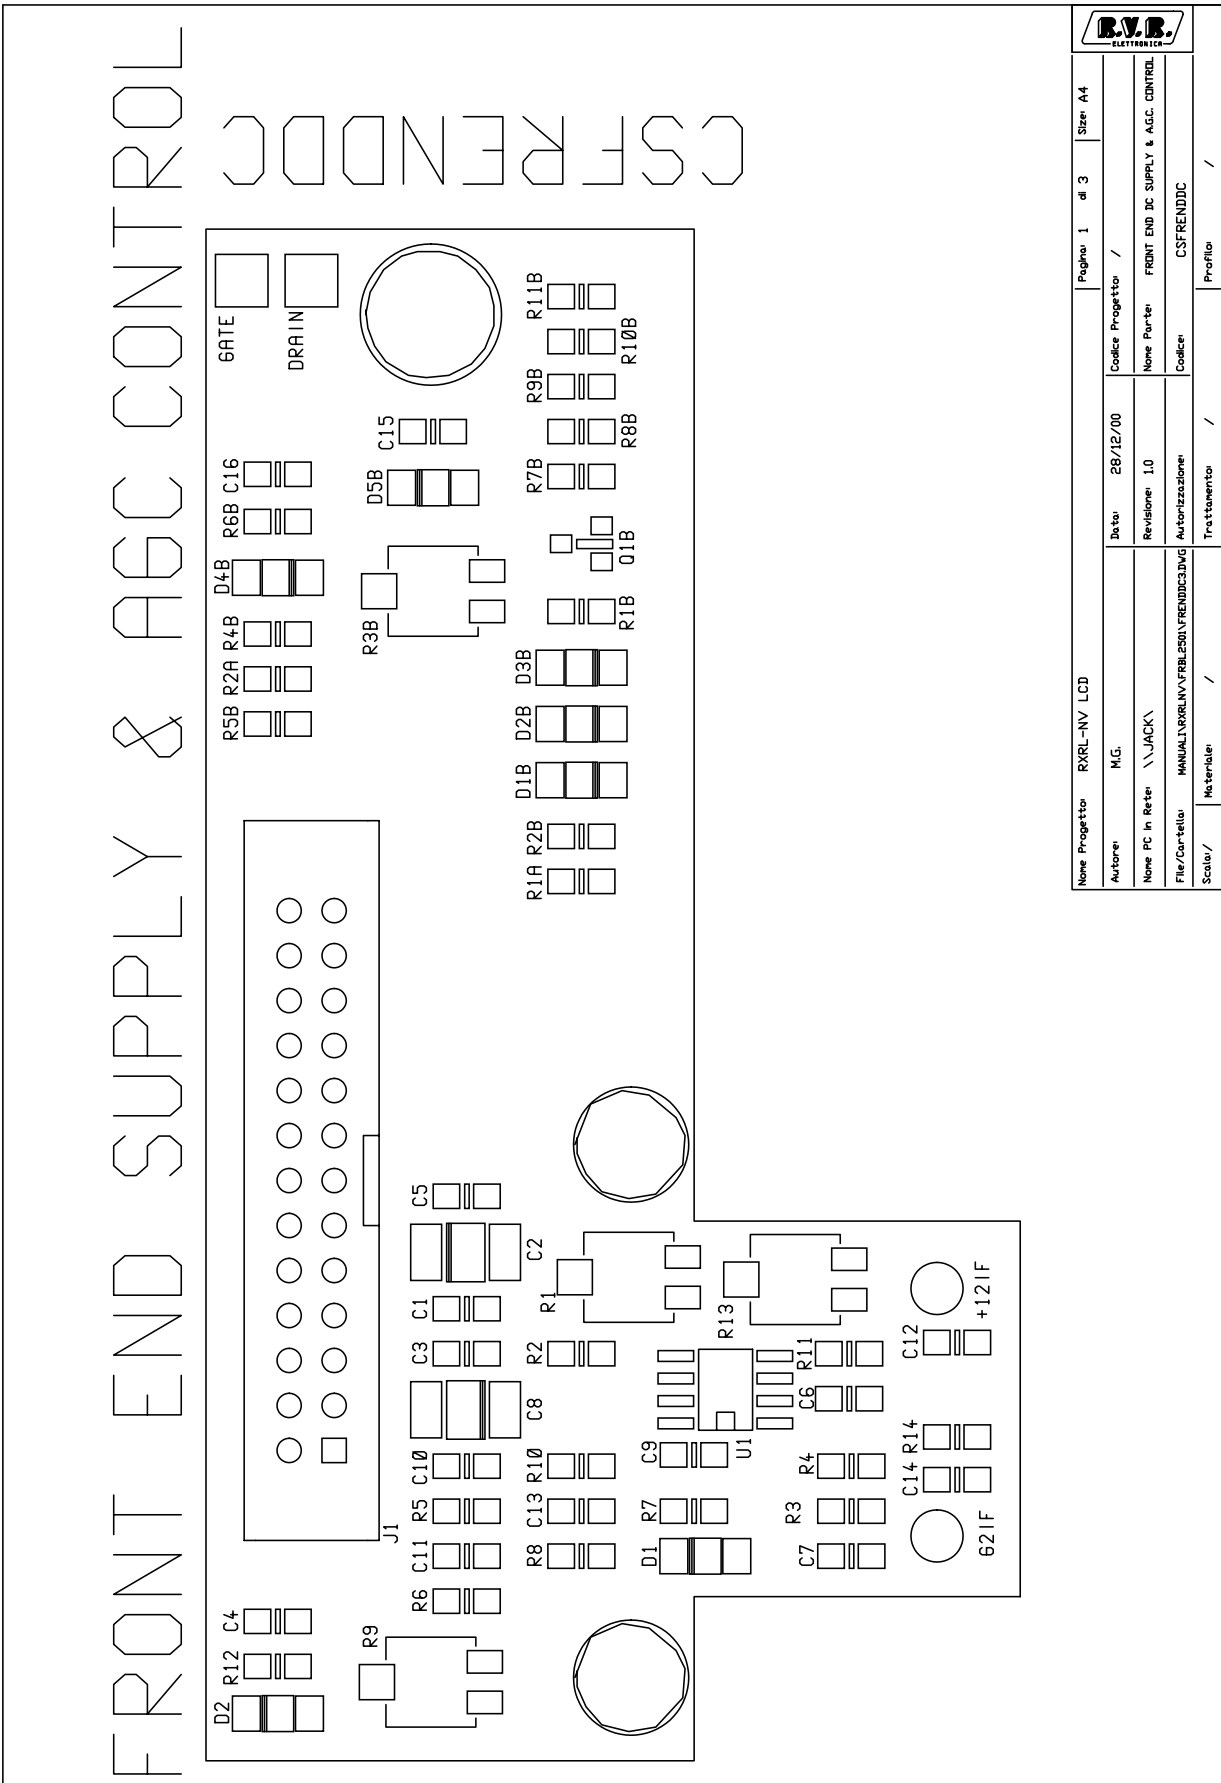 FRONT END SUPPLY & AGC CONTROL
CSFRENDDC
GATE
DRAIN
C16
R6B
D4B
R4B
R2A
R5B
C15
D5B
R3B
R11B
R10B
R9B
R8B
R7B
Q1B
R1B
D3B
D2B
D1B
R2B
R1A
J1
C5
C2
C1
C3
C8
C10
R5
C11
R6
R9
C4
R12
D2
R1
R2
R10
C13
R8
R13
U1
C9
R7
D1
R11
C6
R4
R3
C7
+12IF
C12
R14
C14
G2IF
R.V.R.
ELETTRONICA
Nome Progetto: RXRL-NV LCD
Pagina: 1 di 3
Size: A4
Autore: M.G.
Data: 28/12/00
Codice Progetto: /
Nome PC in Rete: \\JACK\
Revisione: 1.0
Nome Parte: FRONT END DC SUPPLY & A.G.C. CONTROL
File/Cartella: MANUALI\RXRLNV\FRBL2501\FRENDDC3.DWG
Autorizzazione:
Codice: CSFRENDDC
Scala: /
Materiale: /
Trattamento: /
Profilo: /